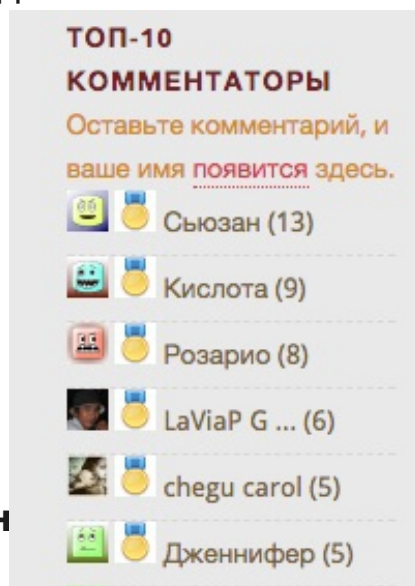 ТОП-10
КОММЕНТАТОРЫ
Оставьте комментарий, и
ваше имя появится здесь.
Сьюзан (13)
Кислота (9)
Розарио (8)
LaViaP G ... (6)
chegu carol (5)
Дженнифер (5)